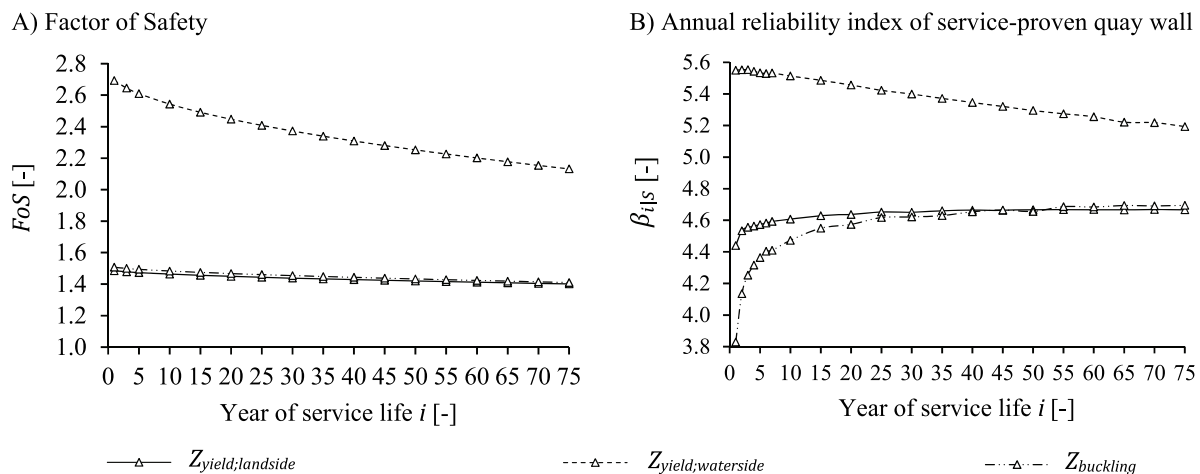 A) Factor of Safety
2.8
2.6
2.4
2.2
2.0
1.8
1.6
1.4
1.2
1.0
FoS [-]
0 5 10 15 20 25 30 35 40 45 50 55 60 65 70 75
Year of service life i [-]
B) Annual reliability index of service-proven quay wall
5.6
5.4
5.2
5.0
4.8
4.6
4.4
4.2
4.0
3.8
βi|s [-]
0 5 10 15 20 25 30 35 40 45 50 55 60 65 70 75
Year of service life i [-]
Zyield;landside
Zyield;waterside
Zbuckling